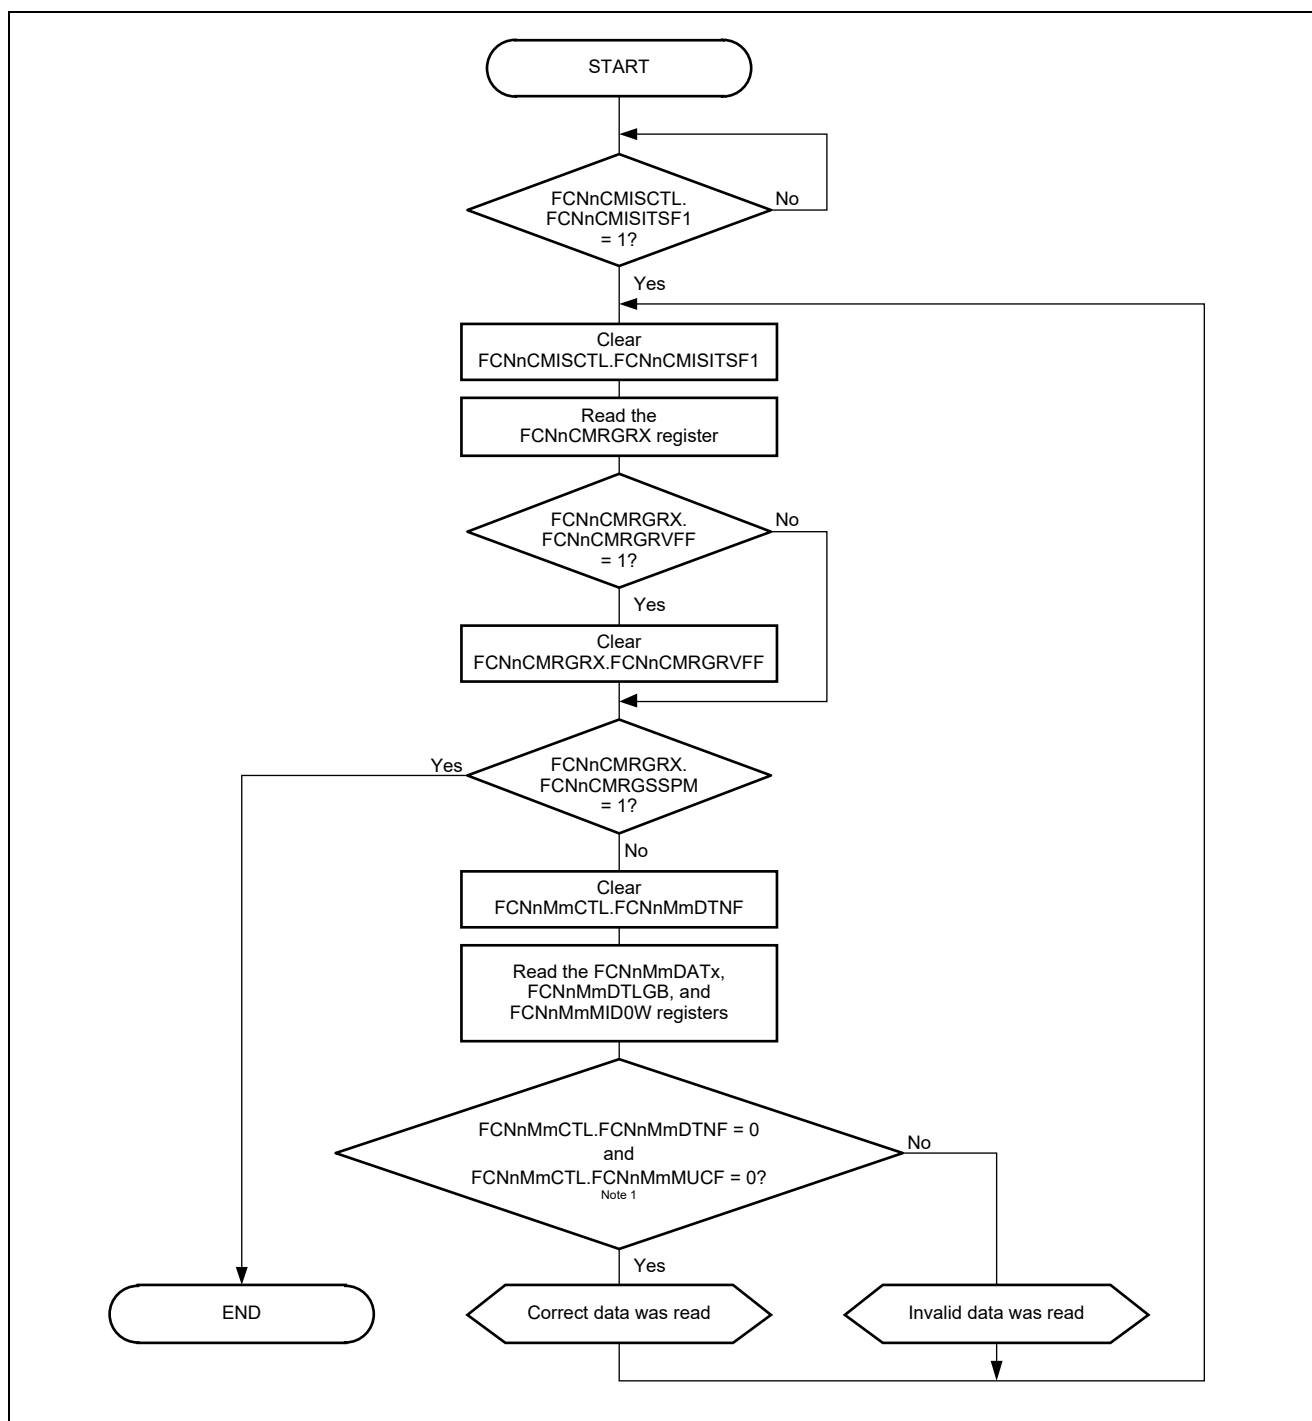 START
FCNnCMISCTL.
FCNnCMISITSF1
= 1?
No
Yes
Clear
FCNnCMISCTL.FCNnCMISITSF1
Read the
FCNnCMRGRX register
FCNnCMRGRX.
FCNnCMRGRVFF
= 1?
No
Yes
Clear
FCNnCMRGRX.FCNnCMRGRVFF
FCNnCMRGRX.
FCNnCMRGSSPM
= 1?
Yes
No
Clear
FCNnMmCTL.FCNnMmDTNF
Read the FCNnMmDATx,
FCNnMmDTLGB, and
FCNnMmMID0W registers
FCNnMmCTL.FCNnMmDTNF = 0
and
FCNnMmCTL.FCNnMmMUCF = 0?
Note 1
No
Yes
END
Correct data was read
Invalid data was read